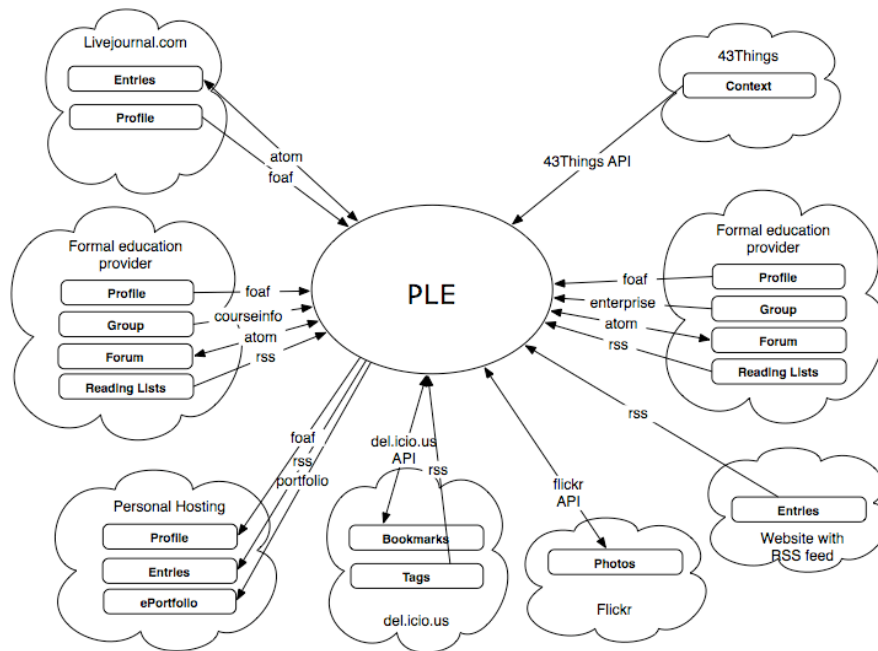 Livejournal.com
Entries
Profile
atom
foaf
43Things
Context
43Things API
Formal education
provider
Profile
foaf
Group
courseinfo
Forum
atom
Reading Lists
rss
PLE
Formal education
provider
foaf
Profile
enterprise
Group
atom
Forum
rss
Reading Lists
foaf
rss
portfolio
Personal Hosting
Profile
Entries
ePortfolio
del.icio.us
API
rss
Bookmarks
Tags
del.icio.us
flickr
API
Photos
Flickr
rss
Entries
Website with
RSS feed